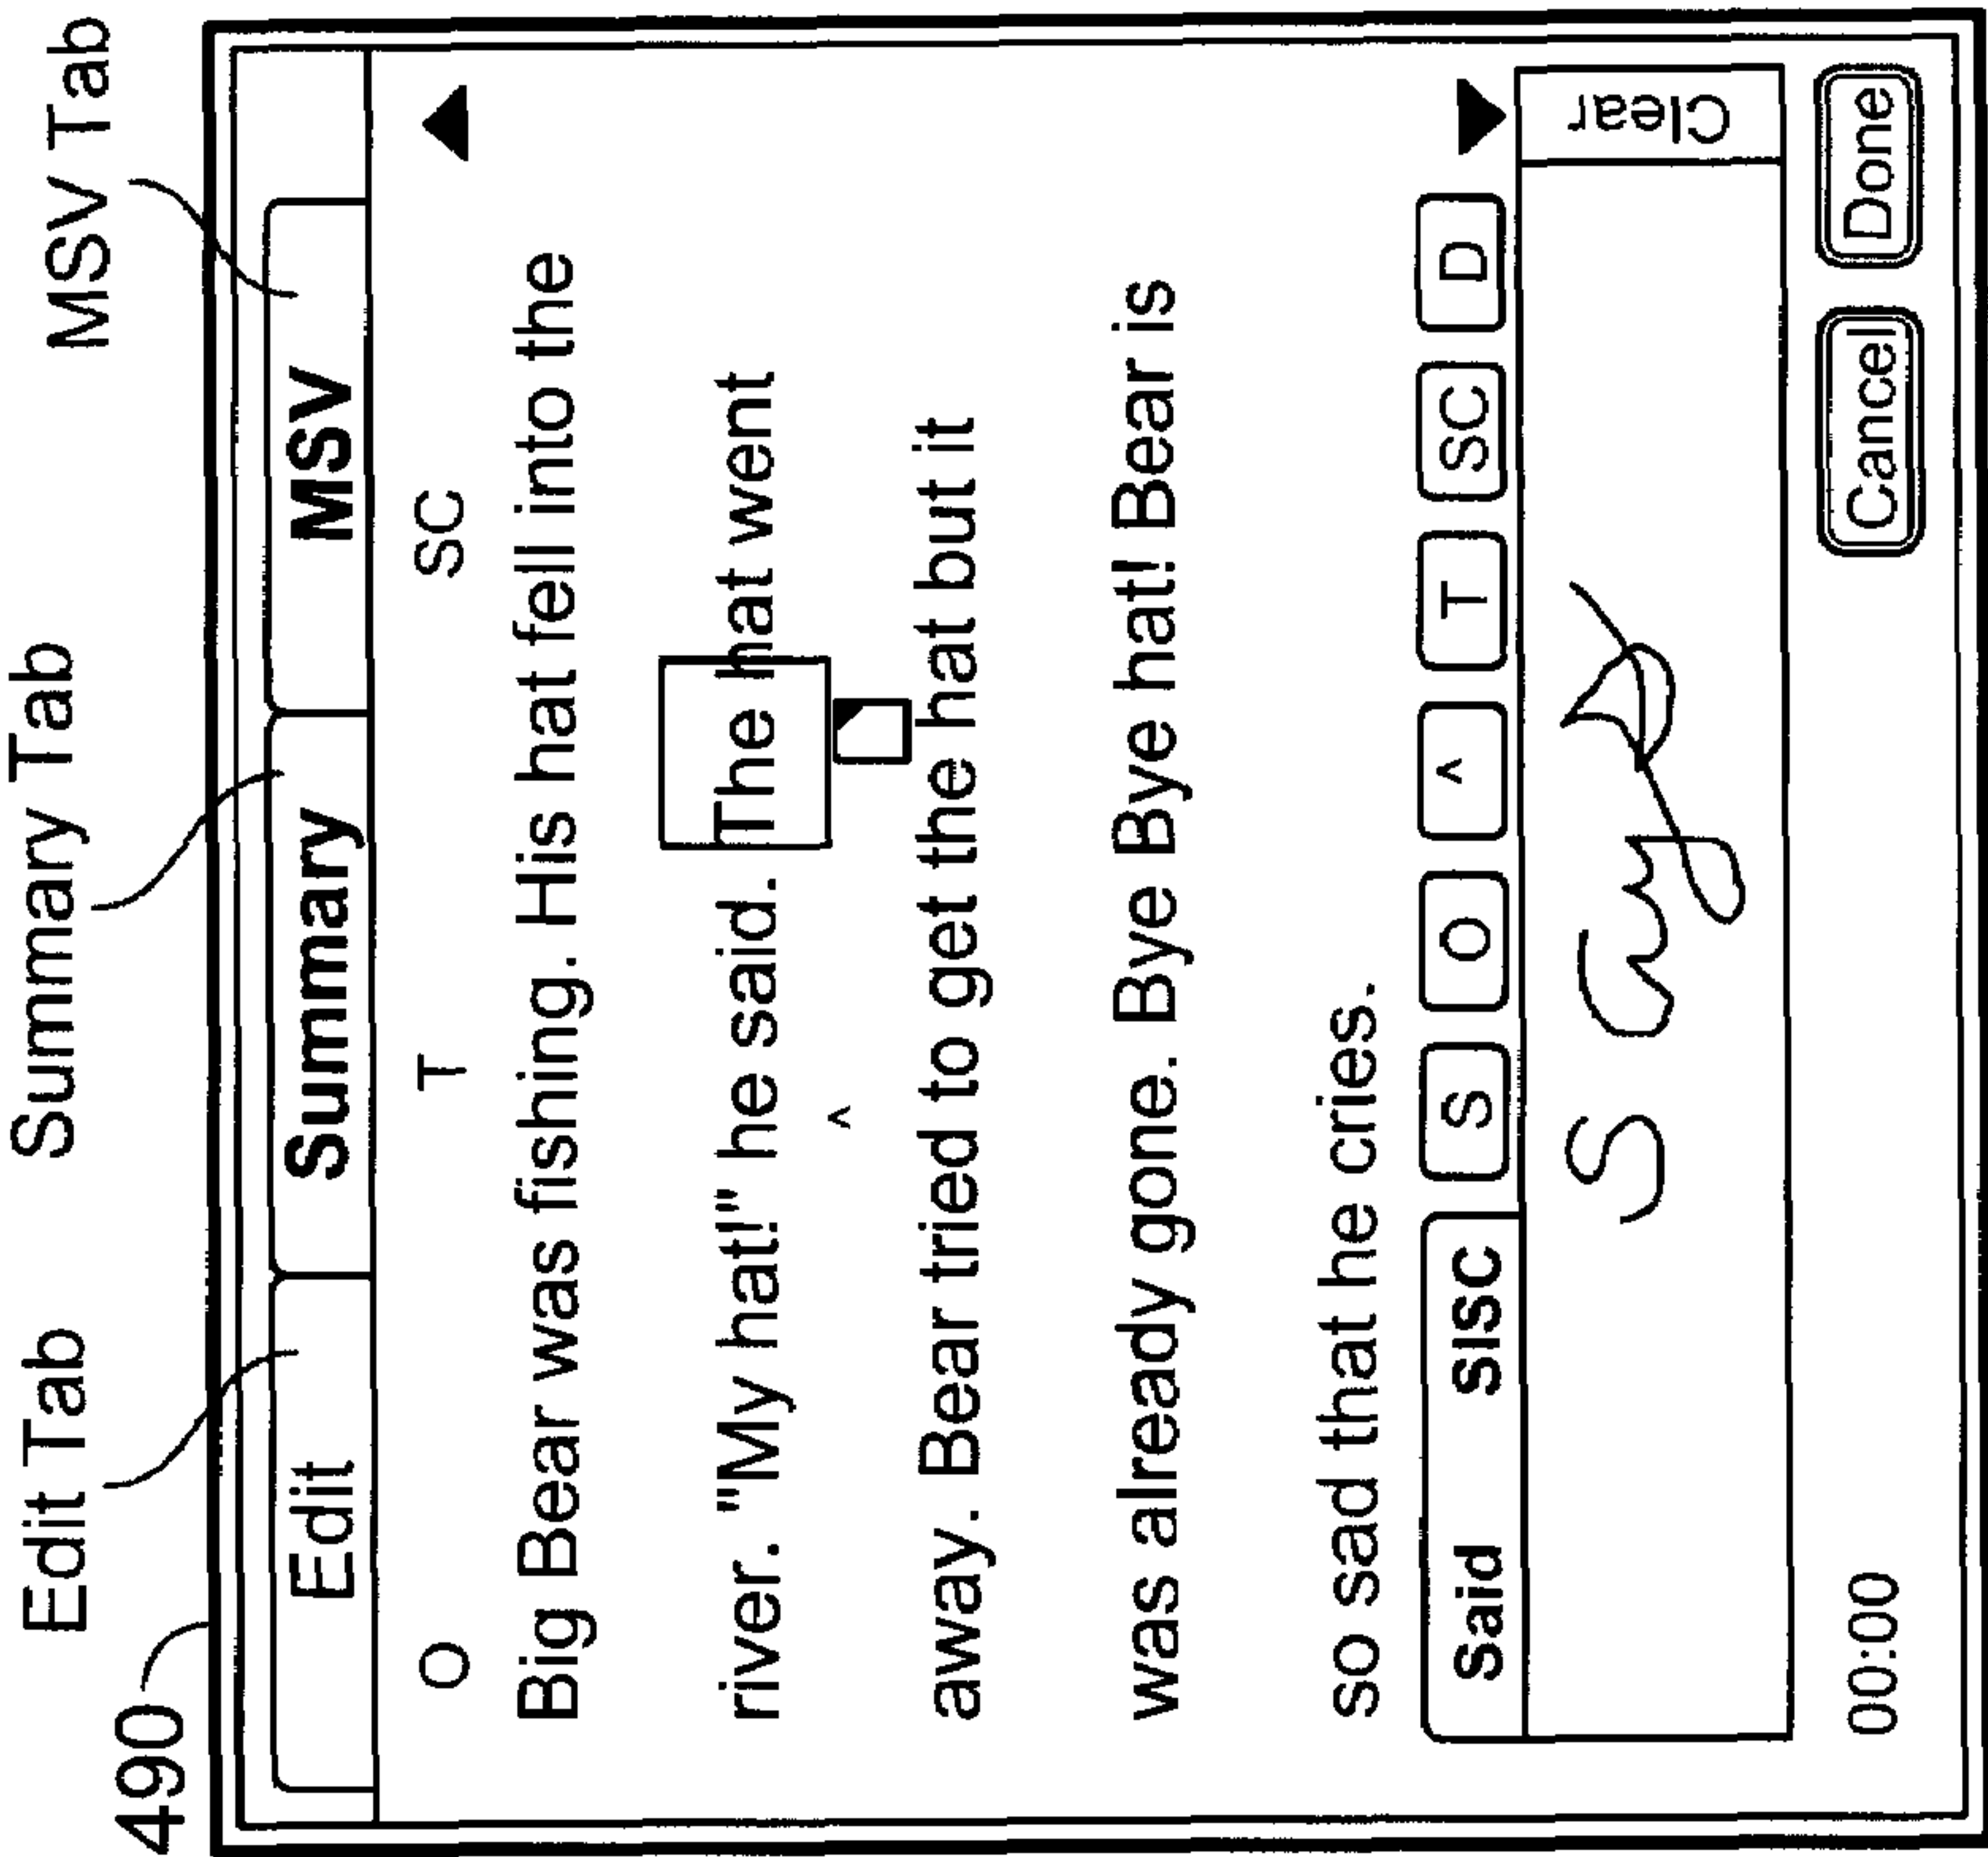 490 Edit Tab Summary Tab MSV Tab
Edit Summary MSV
O T SC
Big Bear was fishing. His hat fell into the
river. "My hat!" he said. The hat went
^
away. Bear tried to get the hat but it
was already gone. Bye Bye hat! Bear is
so sad that he cries.
Said SISC S O ^ T SC D
Clear
00:00 Cancel Done